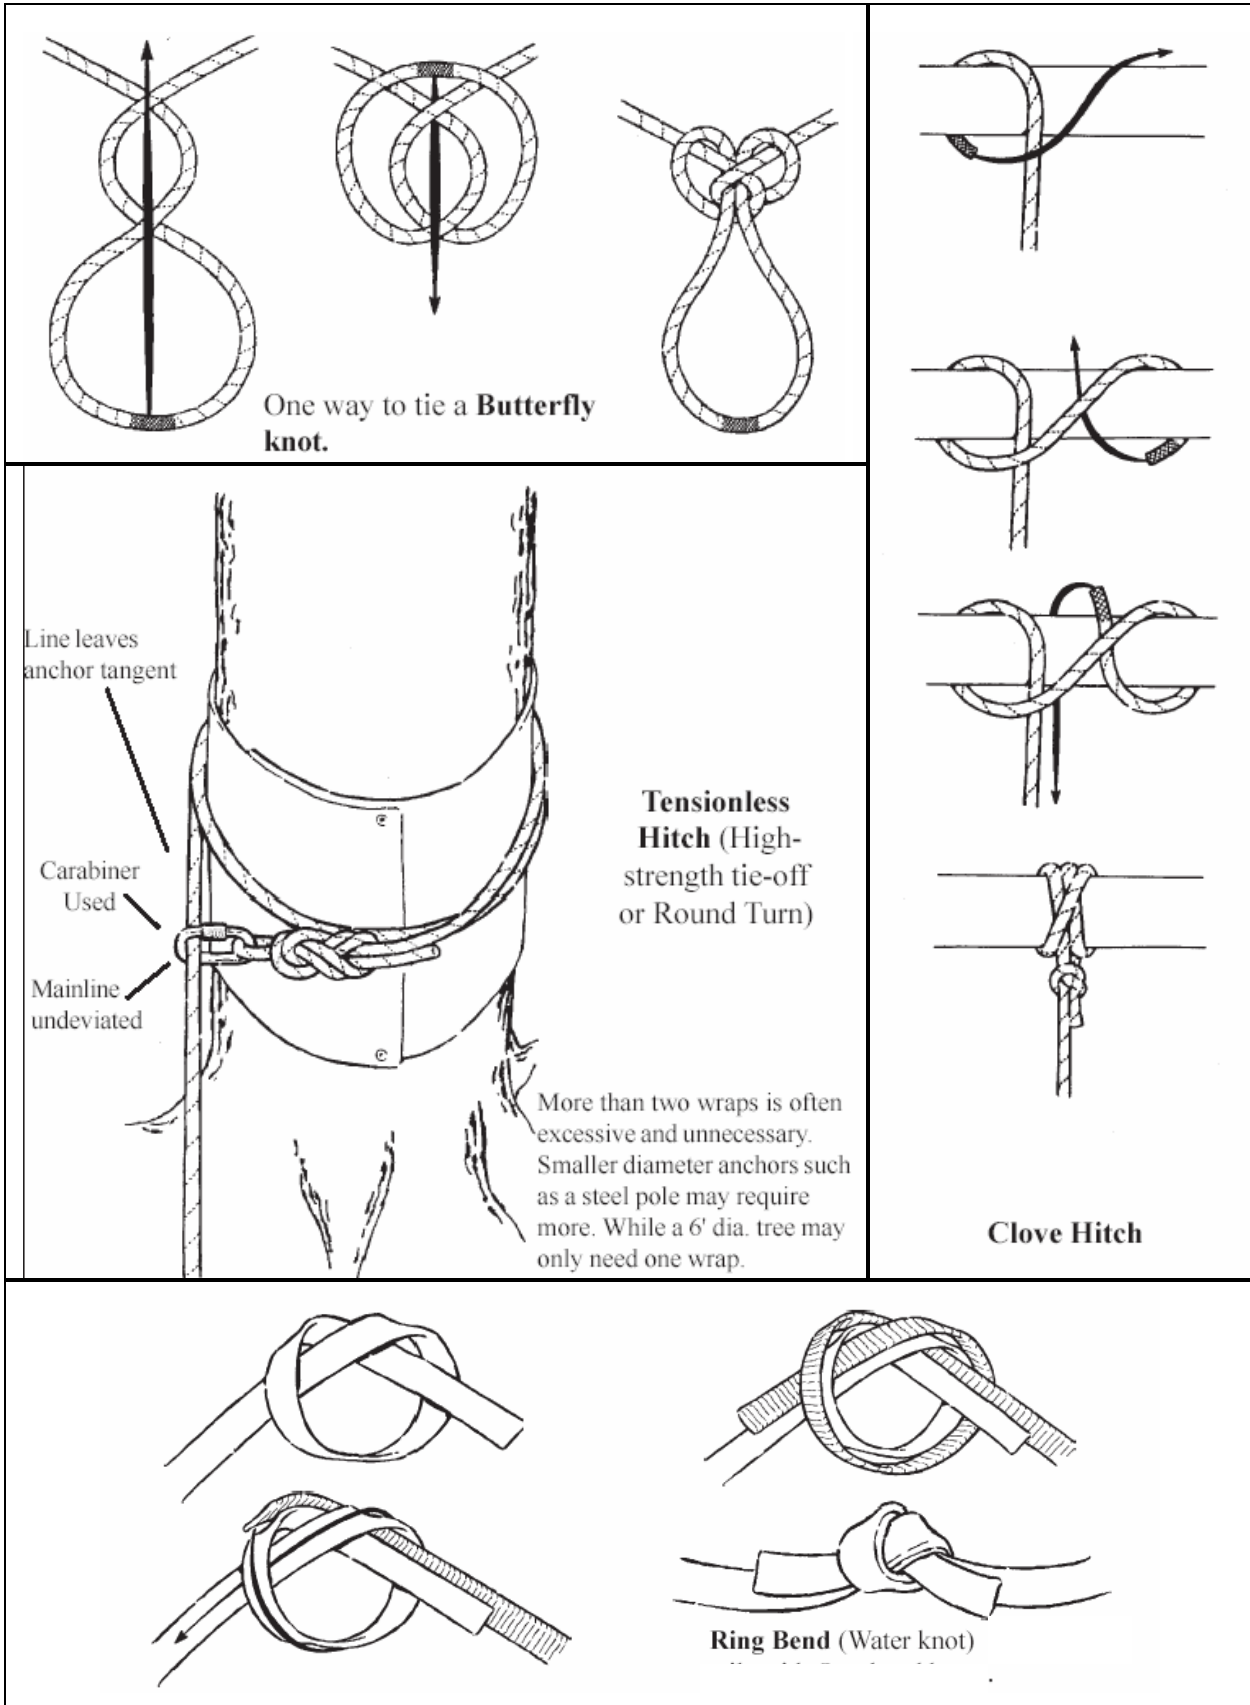 One way to tie a Butterfly
knot.
Line leaves
anchor tangent
Carabiner
Used
Mainline
undeviated
Tensionless
Hitch (High-
strength tie-off
or Round Turn)
More than two wraps is often
excessive and unnecessary.
Smaller diameter anchors such
as a steel pole may require
more. While a 6' dia. tree may
only need one wrap.
Clove Hitch
Ring Bend (Water knot)